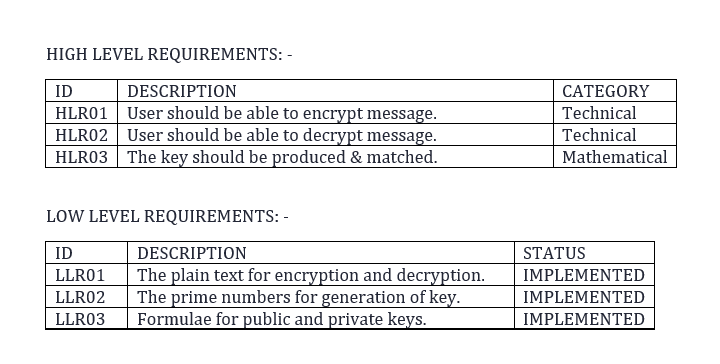 HIGH LEVEL REQUIREMENTS: -
ID DESCRIPTION CATEGORY
HLR01 User should be able to encrypt message. Technical
HLR02 User should be able to decrypt message. Technical
HLR03 The key should be produced & matched. Mathematical
LOW LEVEL REQUIREMENTS: -
ID DESCRIPTION STATUS
LLR01 The plain text for encryption and decryption. IMPLEMENTED
LLR02 The prime numbers for generation of key. IMPLEMENTED
LLR03 Formulae for public and private keys. IMPLEMENTED